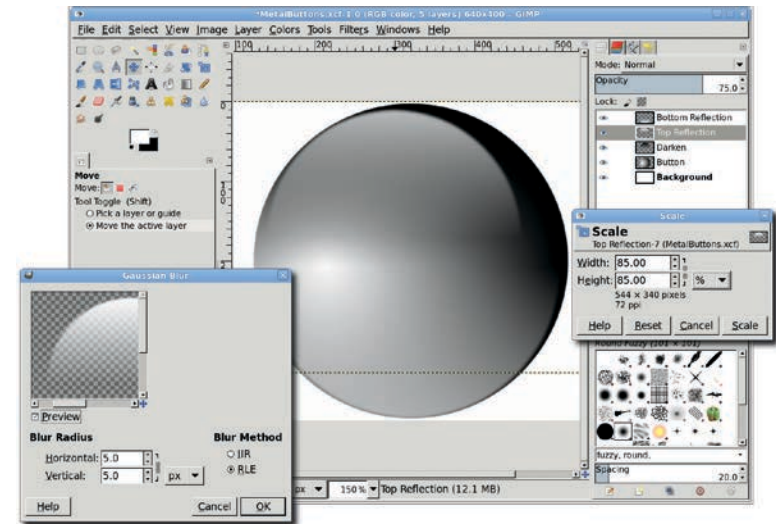 *MetalButtons.xcf-1.0 (RGB color, 5 layers) 640x400 – GIMP
File Edit Select View Image Layer Colors Tools Filters Windows Help
100 200 300 400 500
Mode: Normal
Opacity
75.0
Lock:
Bottom Reflection
Top Reflection
Darken
Button
Background
0
100
2
Move
Move:
Tool Toggle (Shift)
Pick a layer or guide
Move the active layer
Scale
Scale
Top Reflection-7 (MetalButtons.xcf)
Width: 85.00
Height: 85.00 %
544 × 340 pixels
72 ppi
Help Reset Cancel Scale
Round Fuzzy (101 × 101)
fuzzy, round,
Spacing
20.0
px 150% Top Reflection (12.1 MB)
Gaussian Blur
Preview
Blur Radius Blur Method
Horizontal: 5.0 IIR
Vertical: 5.0 px RLE
Help Cancel OK